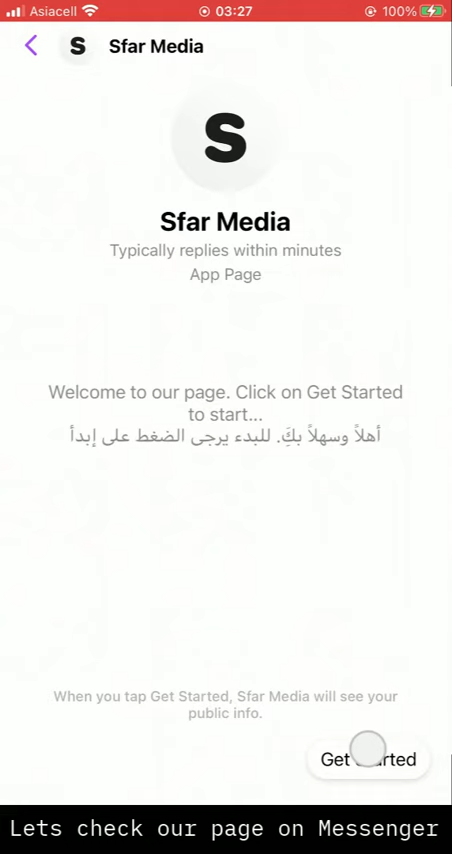 Asiacell 03:27 100%
S Sfar Media
S
Sfar Media
Typically replies within minutes
App Page
Welcome to our page. Click on Get Started
to start...
أهلاً وسهلاً بكَِ. للبدء يرجى الضغط على إبدأ
When you tap Get Started, Sfar Media will see your
public info.
Get Started
Lets check our page on Messenger